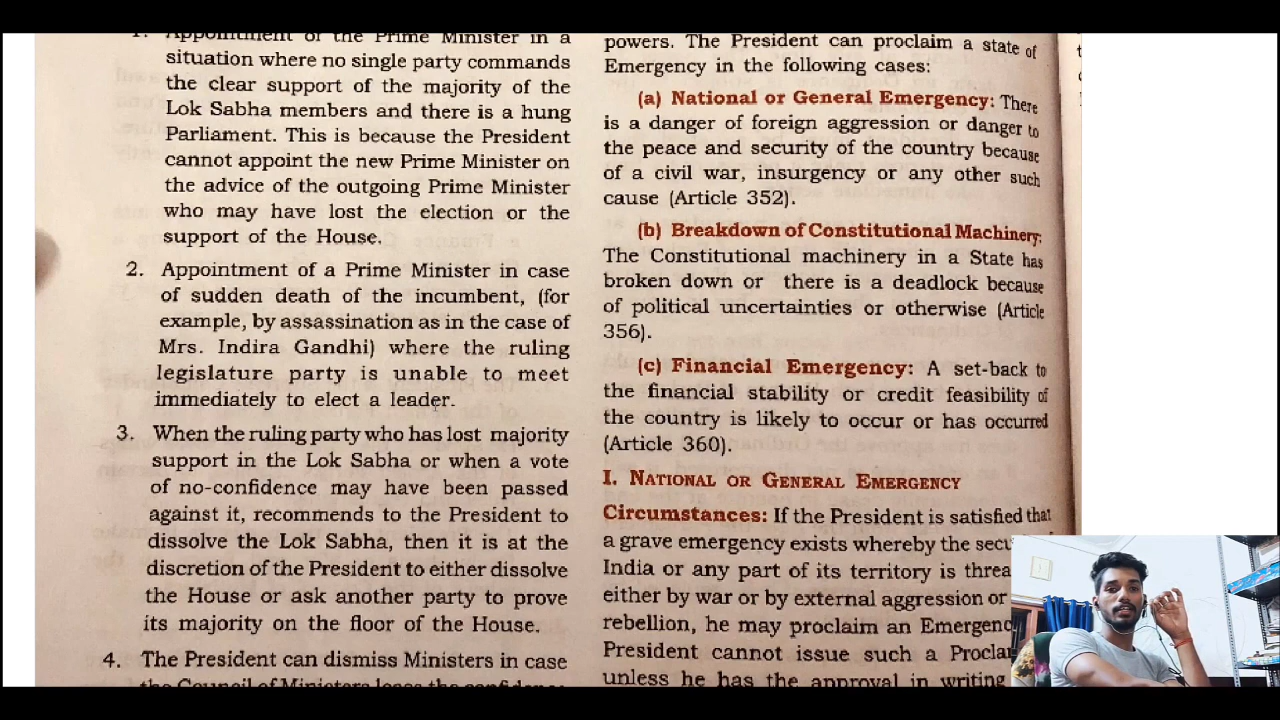 1. Appointment of the Prime Minister in a
situation where no single party commands
the clear support of the majority of the
Lok Sabha members and there is a hung
Parliament. This is because the President
cannot appoint the new Prime Minister on
the advice of the outgoing Prime Minister
who may have lost the election or the
support of the House.
2. Appointment of a Prime Minister in case
of sudden death of the incumbent, (for
example, by assassination as in the case of
Mrs. Indira Gandhi) where the ruling
legislature party is unable to meet
immediately to elect a leader.
3. When the ruling party who has lost majority
support in the Lok Sabha or when a vote
of no-confidence may have been passed
against it, recommends to the President to
dissolve the Lok Sabha, then it is at the
discretion of the President to either dissolve
the House or ask another party to prove
its majority on the floor of the House.
4. The President can dismiss Ministers in case
the Council of Ministers loses the confidence
powers. The President can proclaim a state of
Emergency in the following cases:
(a) National or General Emergency: There
is a danger of foreign aggression or danger to
the peace and security of the country because
of a civil war, insurgency or any other such
cause (Article 352).
(b) Breakdown of Constitutional Machinery:
The Constitutional machinery in a State has
broken down or there is a deadlock because
of political uncertainties or otherwise (Article
356).
(c) Financial Emergency: A set-back to
the financial stability or credit feasibility of
the country is likely to occur or has occurred
(Article 360).
I. NATIONAL OR GENERAL EMERGENCY
Circumstances: If the President is satisfied that
a grave emergency exists whereby the
India or any part of its territory is
either by war or by external aggression or
rebellion, he may proclaim an
President cannot issue such a
unless he has the approval in writing